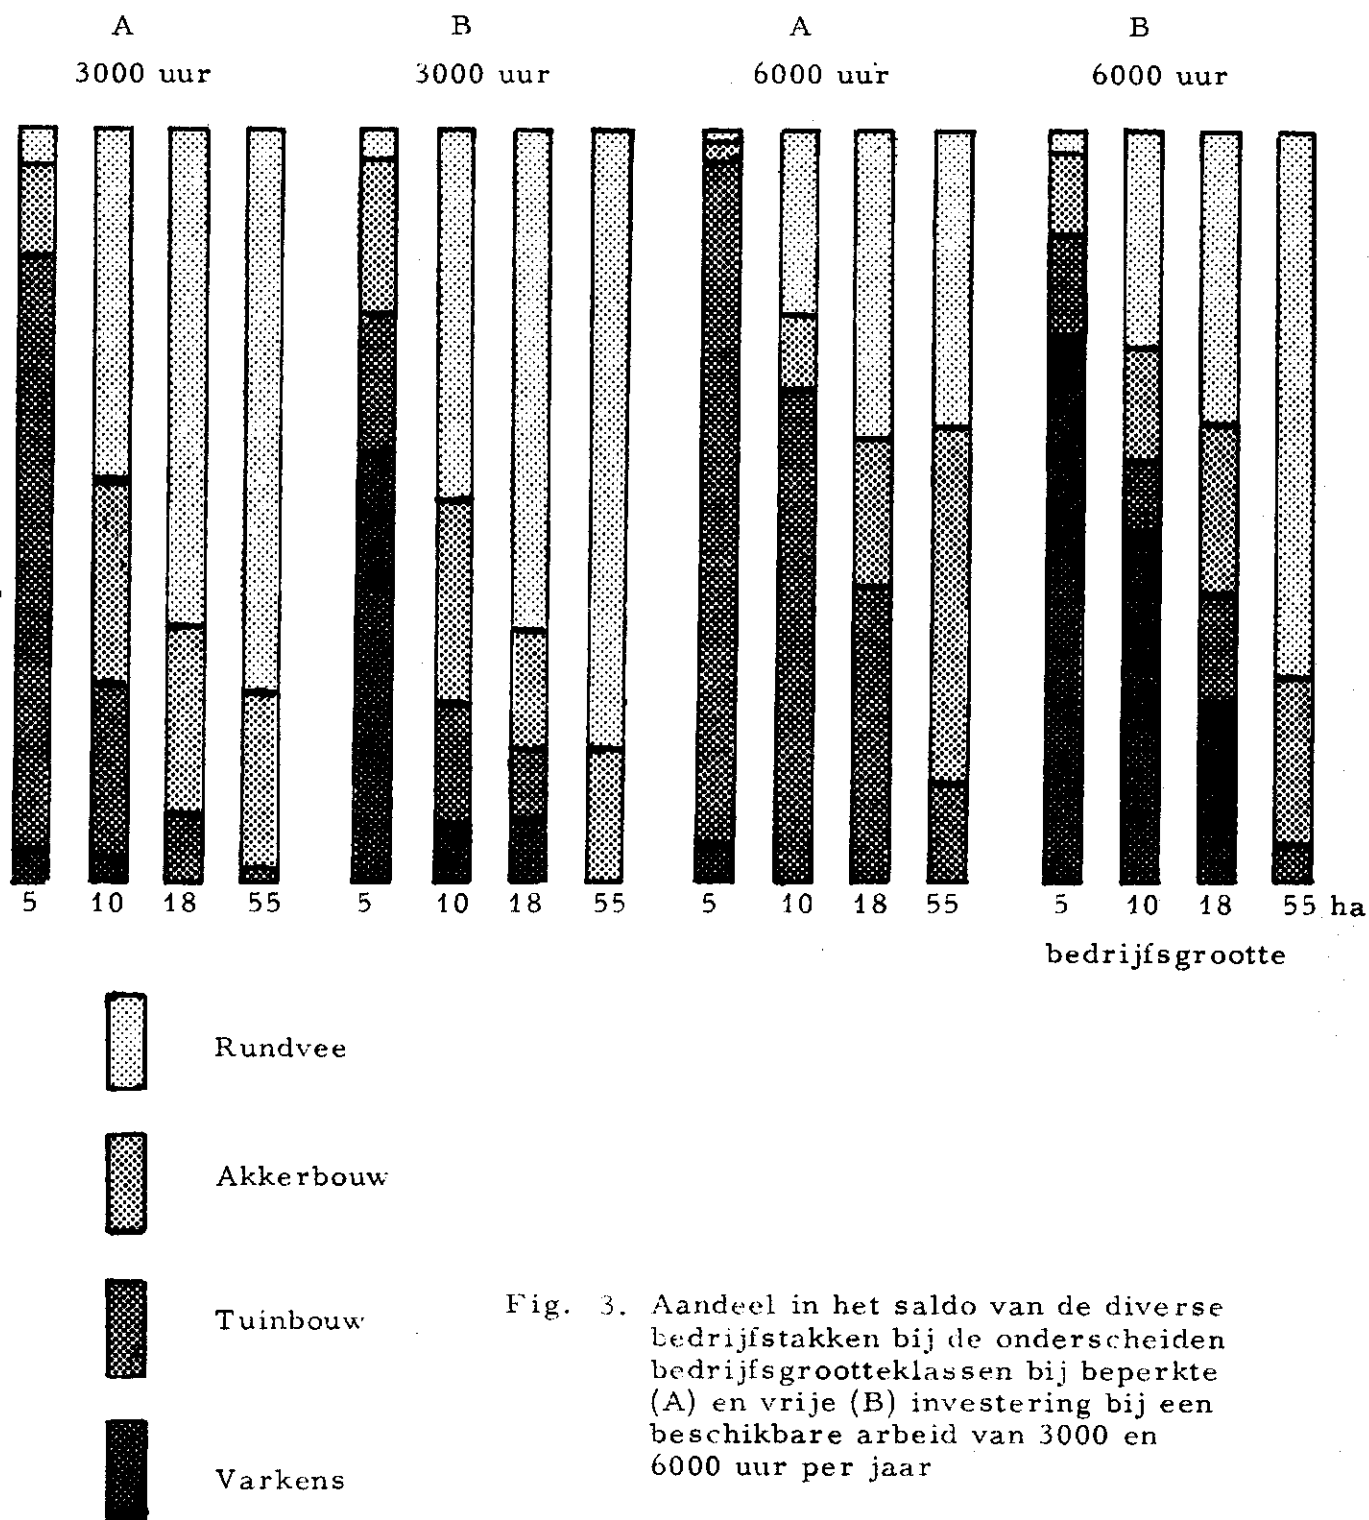 A B A B
3000 uur 3000 uur 6000 uur 6000 uur
5 10 18 55 5 10 18 55 5 10 18 55 5 10 18 55 ha
bedrijfsgrootte
Rundvee
Akkerbouw
Tuinbouw
Varkens
Fig. 3. Aandeel in het saldo van de diverse
bedrijfstakken bij de onderscheiden
bedrijfsgrootteklassen bij beperkte
(A) en vrije (B) investering bij een
beschikbare arbeid van 3000 en
6000 uur per jaar